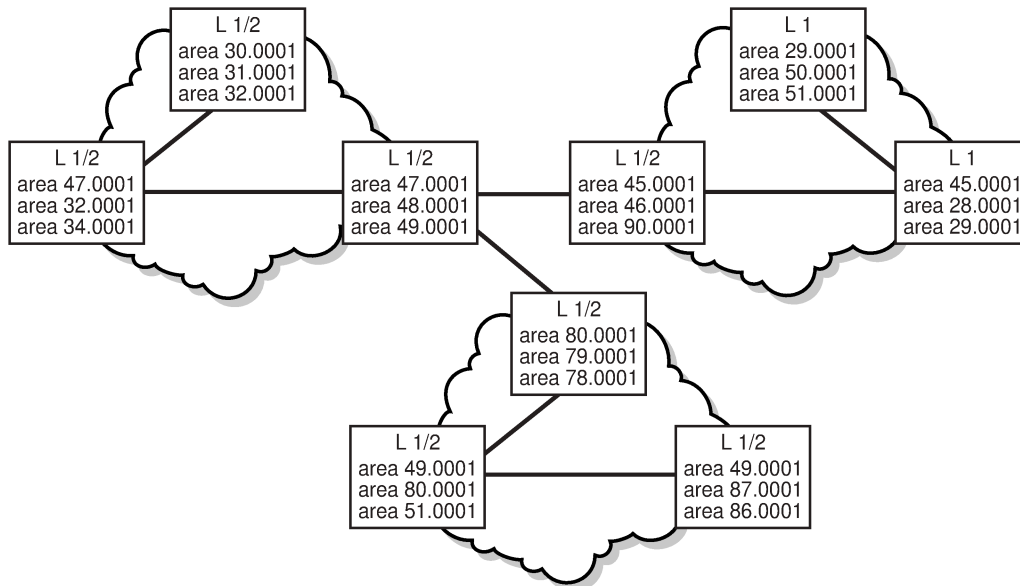 L 1/2
area 30.0001
area 31.0001
area 32.0001
L 1
area 29.0001
area 50.0001
area 51.0001
L 1/2
area 47.0001
area 32.0001
area 34.0001
L 1/2
area 47.0001
area 48.0001
area 49.0001
L 1/2
area 45.0001
area 46.0001
area 90.0001
L 1
area 45.0001
area 28.0001
area 29.0001
L 1/2
area 80.0001
area 79.0001
area 78.0001
L 1/2
area 49.0001
area 80.0001
area 51.0001
L 1/2
area 49.0001
area 87.0001
area 86.0001